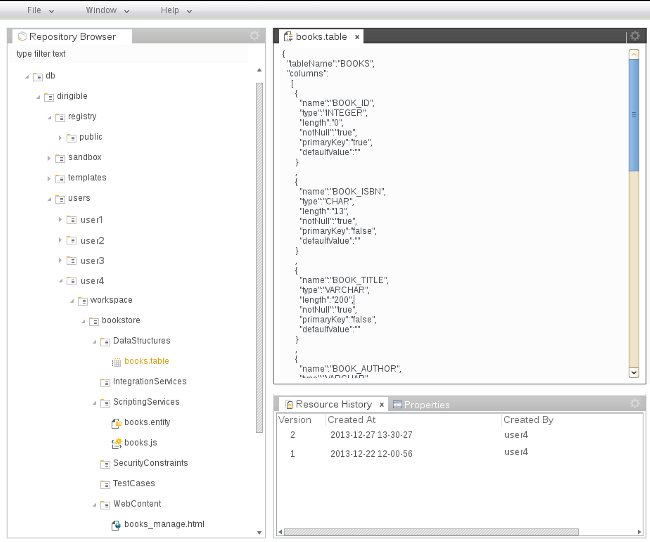 File Window Help
Repository Browser
type filter text
db
dirigible
registry
public
sandbox
templates
users
user1
user2
user3
user4
workspace
bookstore
DataStructures
books.table
IntegrationServices
ScriptingServices
books.entity
books.js
SecurityConstraints
TestCases
WebContent
books_manage.html
books.table x
{
"tableName":"BOOKS",
"columns":
[
{
"name":"BOOK_ID",
"type":"INTEGER",
"length":"0",
"notNull":"true",
"primaryKey":"true",
"defaultValue":""
}
,
{
"name":"BOOK_ISBN",
"type":"CHAR",
"length":"13",
"notNull":"true",
"primaryKey":"false",
"defaultValue":""
}
,
{
"name":"BOOK_TITLE",
"type":"VARCHAR",
"length":"200",
"notNull":"true",
"primaryKey":"false",
"defaultValue":""
}
,
{
"name":"BOOK_AUTHOR",
"type":"VARCHAR",
Resource History x Properties
Version Created At Created By
2 2013-12-27 13-30-27 user4
1 2013-12-22 12-00-56 user4